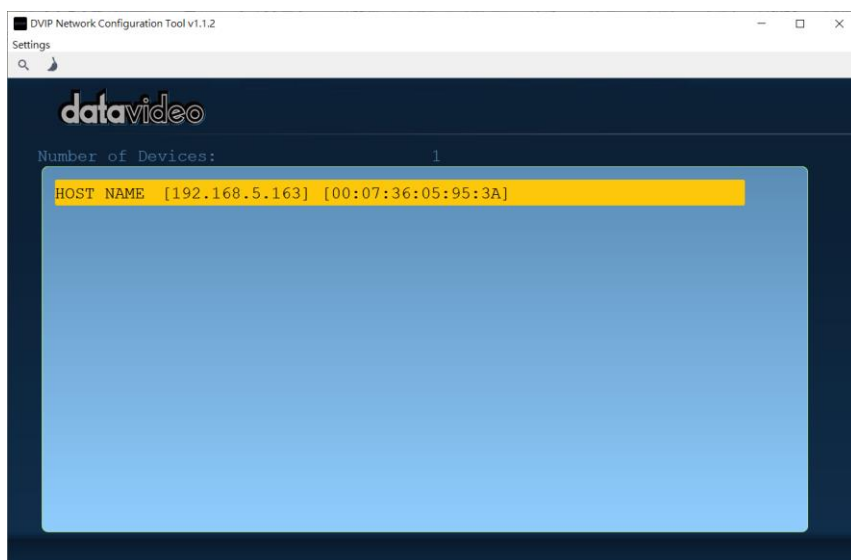 DVIP Network Configuration Tool v1.1.2
Settings
datavideo
Number of Devices: 1
HOST NAME [192.168.5.163] [00:07:36:05:95:3A]